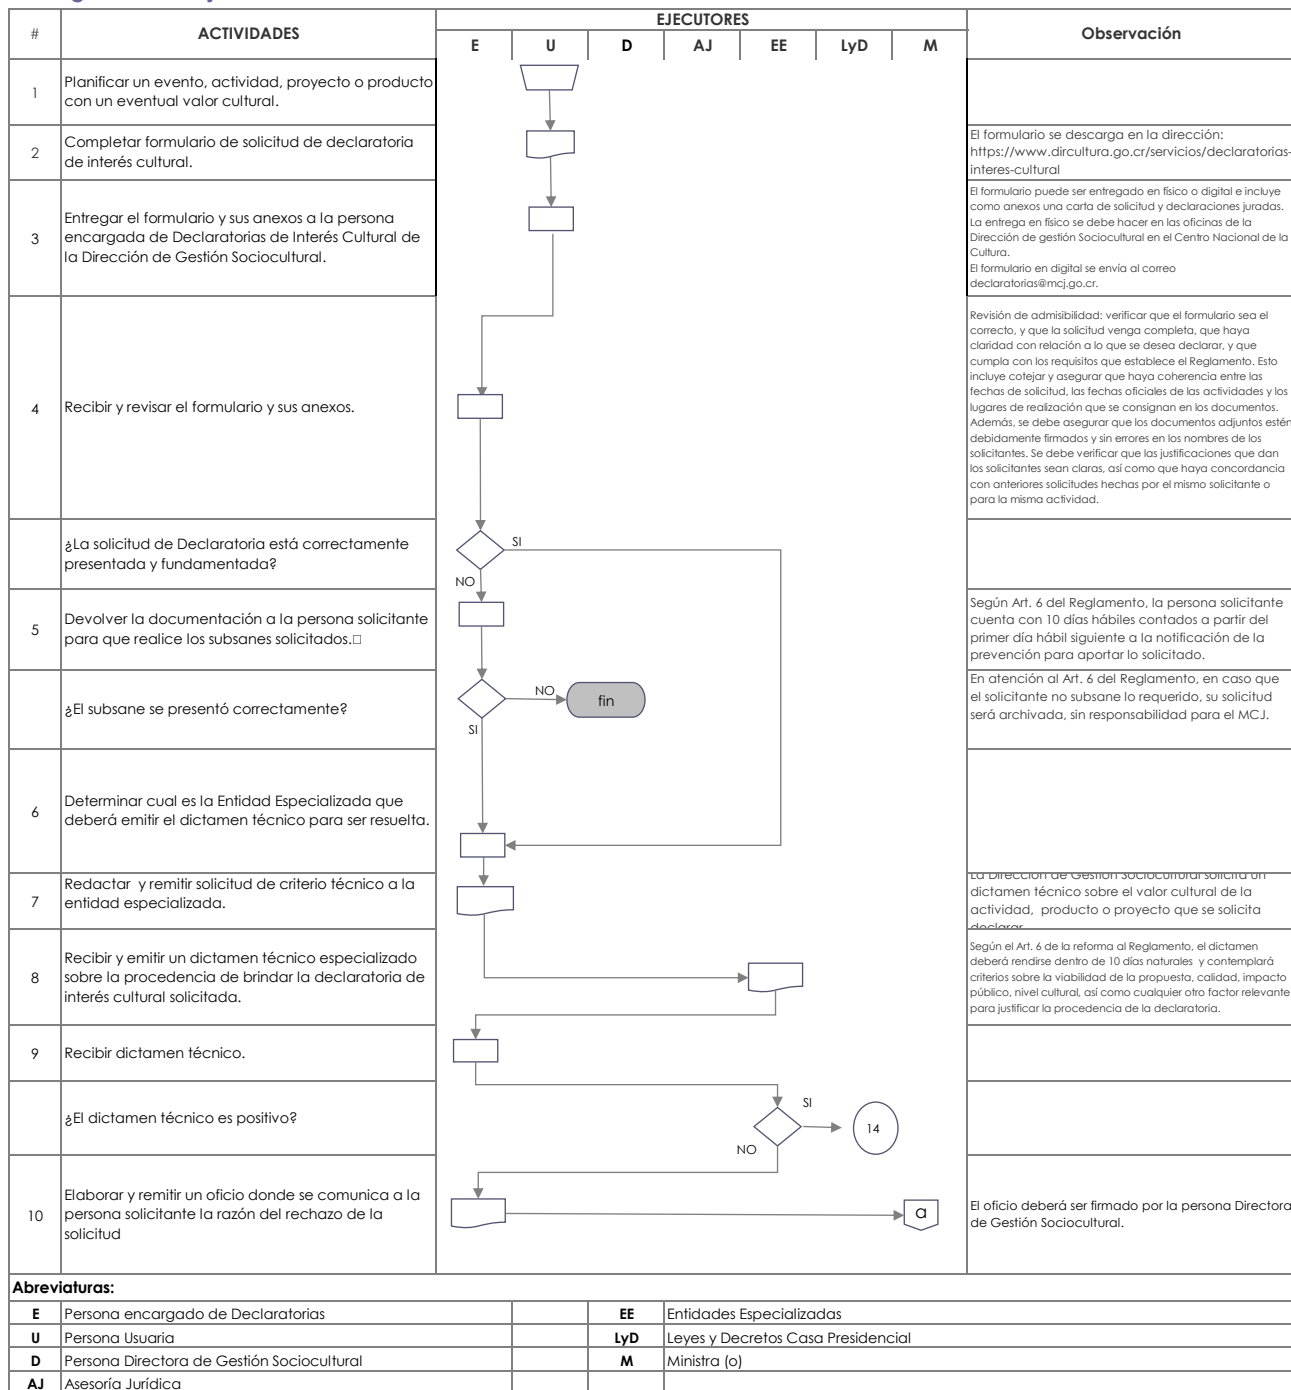 # ACTIVIDADES EJECUTORES Observación
E U D AJ EE LyD M
1 Planificar un evento, actividad, proyecto o producto
con un eventual valor cultural.
2 Completar formulario de solicitud de declaratoria
de interés cultural.
El formulario se descarga en la dirección:
https://www.dircultura.go.cr/servicios/declaratorias-
interes-cultural
3 Entregar el formulario y sus anexos a la persona
encargada de Declaratorias de Interés Cultural de
la Dirección de Gestión Sociocultural.
El formulario puede ser entregado en físico o digital e incluye
como anexos una carta de solicitud y declaraciones juradas.
La entrega en físico se debe hacer en las oficinas de la
Dirección de gestión Sociocultural en el Centro Nacional de la
Cultura.
El formulario en digital se envía al correo
declaratorias@mcj.go.cr.
4 Recibir y revisar el formulario y sus anexos.
Revisión de admisibilidad: verificar que el formulario sea el
correcto, y que la solicitud venga completa, que haya
claridad con relación a lo que se desea declarar, y que
cumpla con los requisitos que establece el Reglamento. Esto
incluye cotejar y asegurar que haya coherencia entre las
fechas de solicitud, las fechas oficiales de las actividades y los
lugares de realización que se consignan en los documentos.
Además, se debe asegurar que los documentos adjuntos estén
debidamente firmados y sin errores en los nombres de los
solicitantes. Se debe verificar que las justificaciones que dan
los solicitantes sean claras, así como que haya concordancia
con anteriores solicitudes hechas por el mismo solicitante o
para la misma actividad.
¿La solicitud de Declaratoria está correctamente
presentada y fundamentada?
SI
NO
5 Devolver la documentación a la persona solicitante
para que realice los subsanes solicitados.□
Según Art. 6 del Reglamento, la persona solicitante
cuenta con 10 días hábiles contados a partir del
primer día hábil siguiente a la notificación de la
prevención para aportar lo solicitado.
¿El subsane se presentó correctamente?
NO
fin
SI
En atención al Art. 6 del Reglamento, en caso que
el solicitante no subsane lo requerido, su solicitud
será archivada, sin responsabilidad para el MCJ.
6 Determinar cual es la Entidad Especializada que
deberá emitir el dictamen técnico para ser resuelta.
7 Redactar y remitir solicitud de criterio técnico a la
entidad especializada.
La Dirección de Gestión Sociocultural solicita un
dictamen técnico sobre el valor cultural de la
actividad, producto o proyecto que se solicita
declarar
8 Recibir y emitir un dictamen técnico especializado
sobre la procedencia de brindar la declaratoria de
interés cultural solicitada.
Según el Art. 6 de la reforma al Reglamento, el dictamen
deberá rendirse dentro de 10 días naturales y contemplará
criterios sobre la viabilidad de la propuesta, calidad, impacto
público, nivel cultural, así como cualquier otro factor relevante
para justificar la procedencia de la declaratoria.
9 Recibir dictamen técnico.
¿El dictamen técnico es positivo?
SI
14
NO
10 Elaborar y remitir un oficio donde se comunica a la
persona solicitante la razón del rechazo de la
solicitud
a
El oficio deberá ser firmado por la persona Directora
de Gestión Sociocultural.
Abreviaturas:
E Persona encargado de Declaratorias EE Entidades Especializadas
U Persona Usuaria LyD Leyes y Decretos Casa Presidencial
D Persona Directora de Gestión Sociocultural M Ministra (o)
AJ Asesoría Jurídica